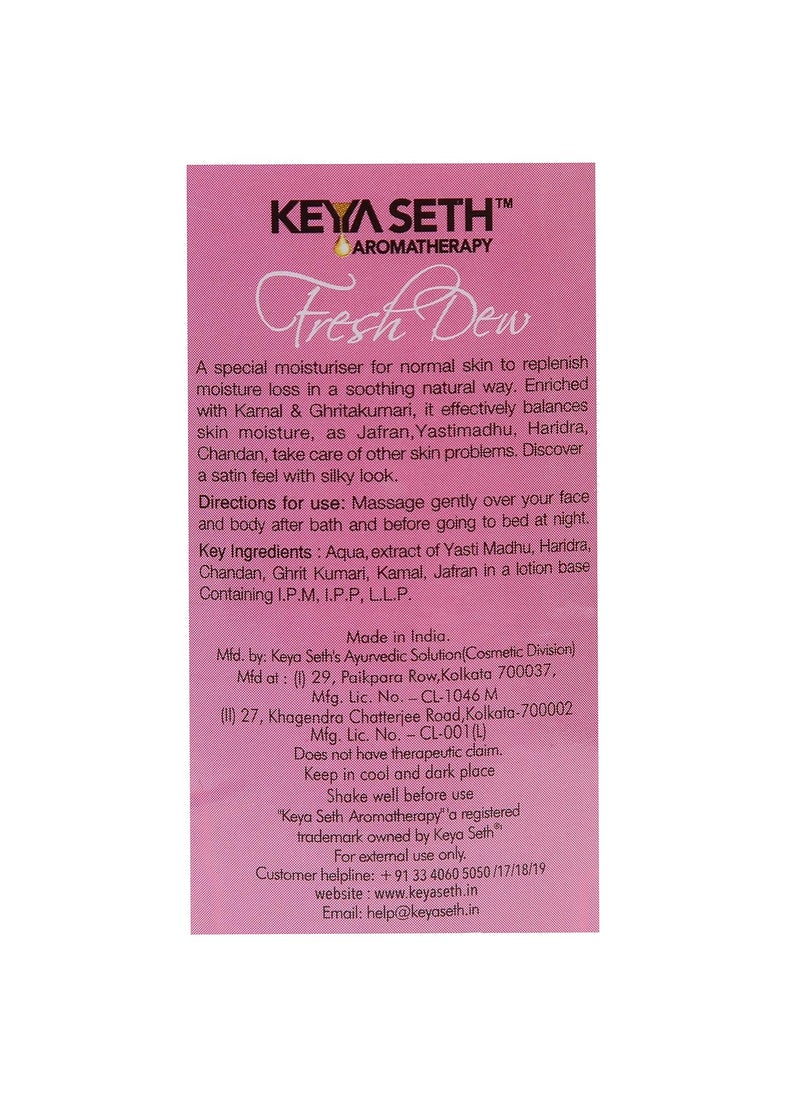 KEYA SETH™
AROMATHERAPY
Fresh Dew
A special moisturiser for normal skin to replenish
moisture loss in a soothing natural way. Enriched
with Kamal & Ghritakumari, it effectively balances
skin moisture, as Jafran,Yastimadhu, Haridra,
Chandan, take care of other skin problems. Discover
a satin feel with silky look.
Directions for use: Massage gently over your face
and body after bath and before going to bed at night.
Key Ingredients : Aqua, extract of Yasti Madhu, Haridra,
Chandan, Ghrit Kumari, Kamal, Jafran in a lotion base
Containing I.P.M, I.P.P, L.L.P.
Made in India.
Mfd. by: Keya Seth's Ayurvedic Solution(Cosmetic Division)
Mfd at : (I) 29, Paikpara Row,Kolkata 700037,
Mfg. Lic. No. – CL-1046 M
(II) 27, Khagendra Chatterjee Road,Kolkata-700002
Mfg. Lic. No. – CL-001(L)
Does not have therapeutic claim.
Keep in cool and dark place
Shake well before use
"Keya Seth Aromatherapy" 'a registered
trademark owned by Keya Seth®'
For external use only.
Customer helpline: + 91 33 4060 5050 /17/18/19
website : www.keyaseth.in
Email: help@keyaseth.in